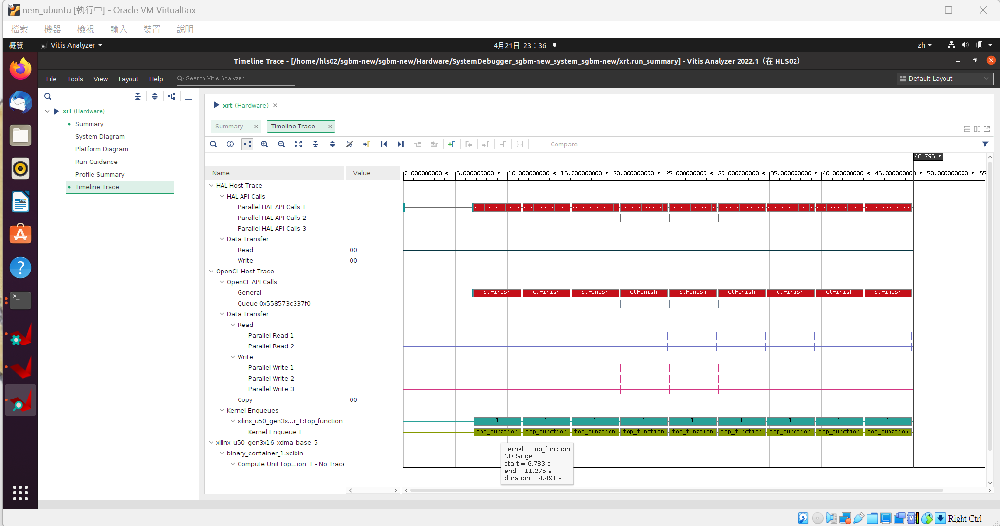 nem_ubuntu [執行中] - Oracle VM VirtualBox
檔案 機器 檢視 輸入 裝置 說明
概覽 Vitis Analyzer 4月21日 23：36 zh
Timeline Trace - [/home/hls02/sgbm-new/sgbm-new/Hardware/SystemDebugger_sgbm-new_system_sgbm-new/xrt.run_summary] - Vitis Analyzer 2022.1（在 HLS02）
File Tools View Layout Help Search Vitis Analyzer Default Layout
xrt (Hardware)
Summary
System Diagram
Platform Diagram
Run Guidance
Profile Summary
Timeline Trace
xrt (Hardware)
Summary Timeline Trace
Compare
48.795 s
Name Value 0.000000000 s 5.000000000 s 10.000000000 s 15.000000000 s 20.000000000 s 25.000000000 s 30.000000000 s 35.000000000 s 40.000000000 s 45.000000000 s 50.000000000 s 55
HAL Host Trace
HAL API Calls
Parallel HAL API Calls 1
Parallel HAL API Calls 2
Parallel HAL API Calls 3
Data Transfer
Read 00
Write 00
OpenCL Host Trace
OpenCL API Calls
General clFinish clFinish clFinish clFinish clFinish clFinish clFinish clFinish clFinish
Queue 0x558573c337f0
Data Transfer
Read
Parallel Read 1
Parallel Read 2
Write
Parallel Write 1
Parallel Write 2
Parallel Write 3
Copy 00
Kernel Enqueues
xilinx_u50_gen3x...r_1:top_function 1 1 1 1 1 1 1 1 1
Kernel Enqueue 1 top_function top_function top_function top_function top_function top_function top_function top_function top_function
xilinx_u50_gen3x16_xdma_base_5
binary_container_1.xclbin
Compute Unit top...ion_1 - No Trace
Kernel = top_function
NDRange = 1:1:1
start = 6.783 s
end = 11.275 s
duration = 4.491 s
Right Ctrl